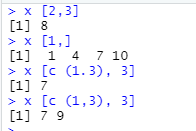 > x [2,3]
[1] 8
> x [1,]
[1]  1  4  7 10
> x [c (1.3), 3]
[1] 7
> x [c (1,3), 3]
[1] 7 9
>